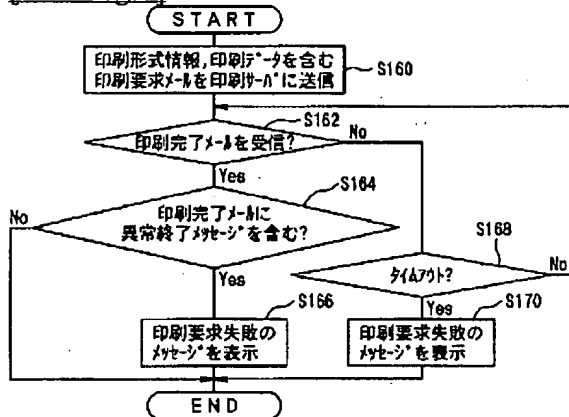 START
印刷形式情報,印刷ﾃﾞｰﾀを含む
印刷要求ﾒｰﾙを印刷ｻｰﾊﾞに送信
S160
S162
印刷完了ﾒｰﾙを受信?
No
Yes
S164
No
印刷完了ﾒｰﾙに
異常終了ﾒｯｾｰｼﾞを含む?
S168
ﾀｲﾑｱｳﾄ?
No
Yes
S166
Yes
S170
印刷要求失敗の
ﾒｯｾｰｼﾞを表示
印刷要求失敗の
ﾒｯｾｰｼﾞを表示
END